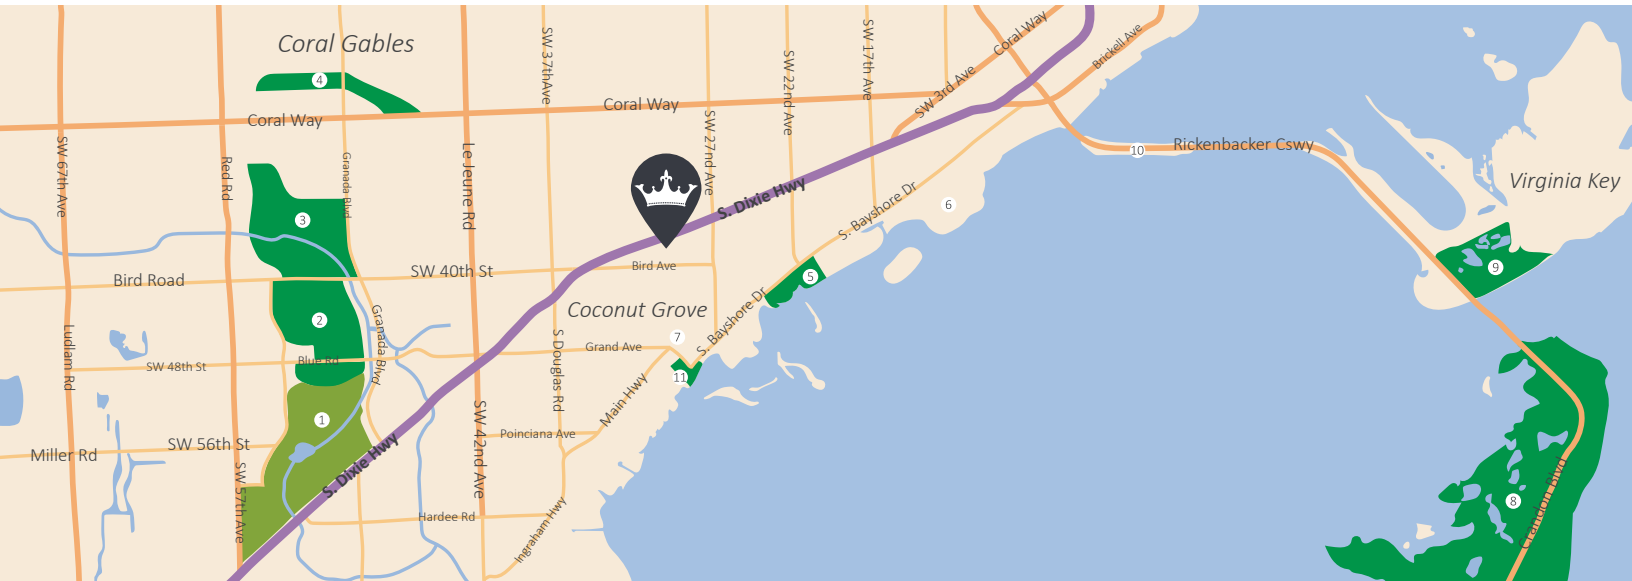 Coral Gables
4
Coral Way
Coral Way
SW 37thAve
SW 22nd Ave
SW 17th Ave
SW 3rd Ave
Coral Way
Brickell Ave
SW 67th Ave
Red Rd
Granada Blvd
Le Jeune Rd
SW 27nd Ave
S. Dixie Hwy
S. Bayshore Dr
6
10
Rickenbacker Cswy
Virginia Key
3
Bird Road
SW 40th St
Bird Ave
5
9
Coconut Grove
2
Ludlam Rd
Granada Blvd
S Douglas Rd
7
S. Bayshore Dr
Grand Ave
SW 48th St
Blue Rd
11
Main Hwy
1
SW 42nd Ave
Poinciana Ave
SW 56th St
Miller Rd
S. Dixie Hwy
SW 57th Ave
8
Crandon Blvd
Hardee Rd
Ingraham Hwy